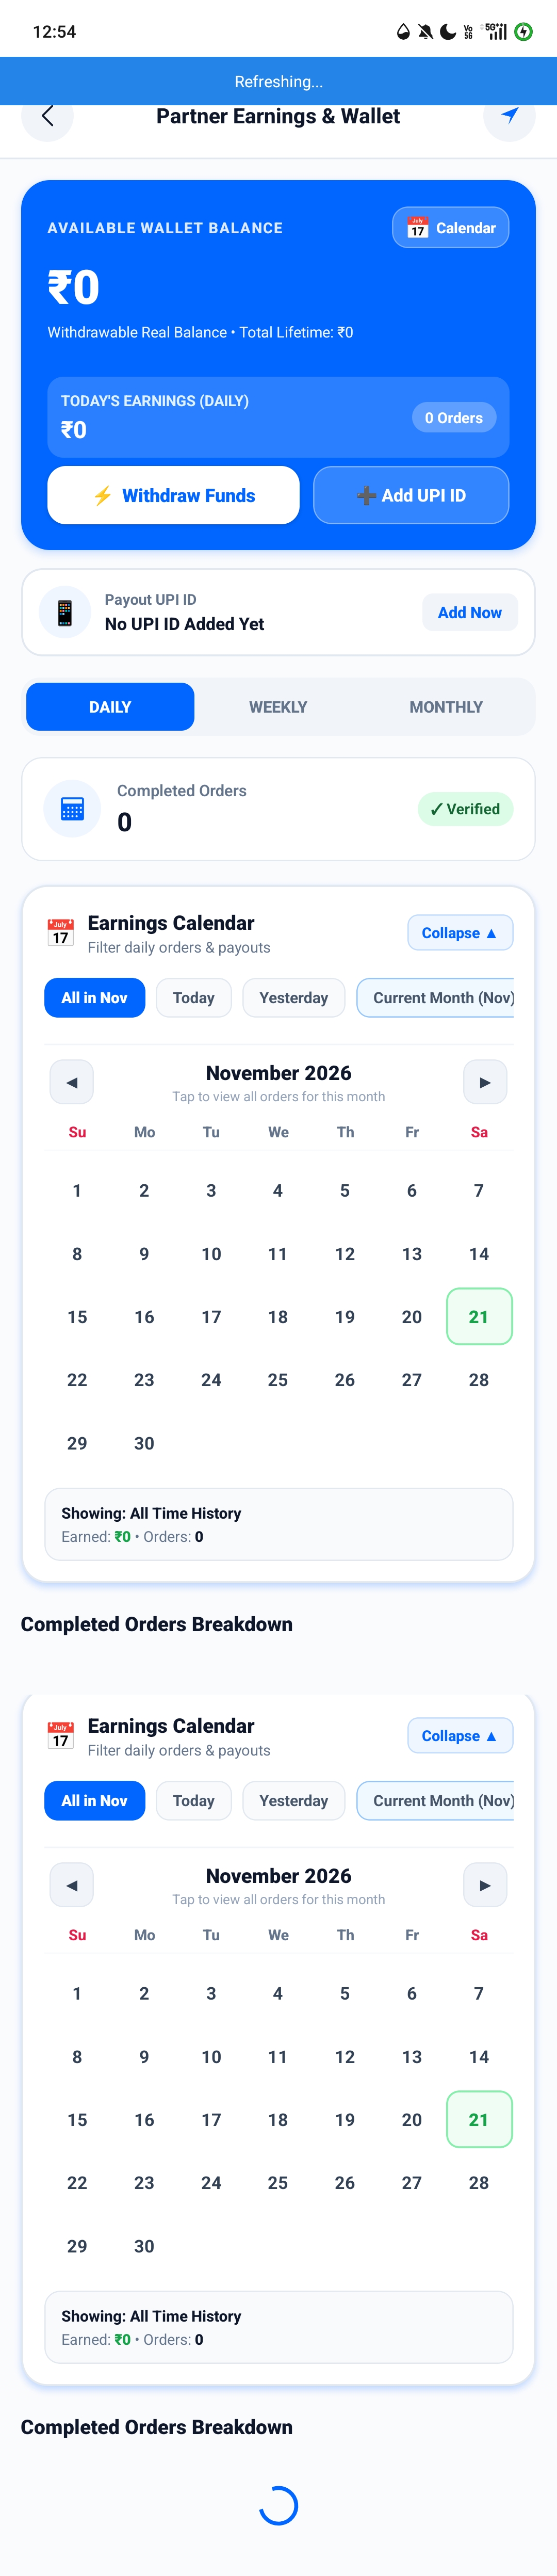 12:54
Vo 5G 5G++
Refreshing...
Partner Earnings & Wallet
AVAILABLE WALLET BALANCE
July 17 Calendar
₹0
Withdrawable Real Balance • Total Lifetime: ₹0
TODAY'S EARNINGS (DAILY)
₹0
0 Orders
⚡ Withdraw Funds
➕ Add UPI ID
Payout UPI ID
No UPI ID Added Yet
Add Now
DAILY WEEKLY MONTHLY
Completed Orders
0
✓ Verified
July 17
Earnings Calendar
Filter daily orders & payouts
Collapse ▲
All in Nov Today Yesterday Current Month (Nov)
◀ November 2026 ▶
Tap to view all orders for this month
Su Mo Tu We Th Fr Sa
1 2 3 4 5 6 7
8 9 10 11 12 13 14
15 16 17 18 19 20 21
22 23 24 25 26 27 28
29 30
Showing: All Time History
Earned: ₹0 • Orders: 0
Completed Orders Breakdown
July 17
Earnings Calendar
Filter daily orders & payouts
Collapse ▲
All in Nov Today Yesterday Current Month (Nov)
◀ November 2026 ▶
Tap to view all orders for this month
Su Mo Tu We Th Fr Sa
1 2 3 4 5 6 7
8 9 10 11 12 13 14
15 16 17 18 19 20 21
22 23 24 25 26 27 28
29 30
Showing: All Time History
Earned: ₹0 • Orders: 0
Completed Orders Breakdown